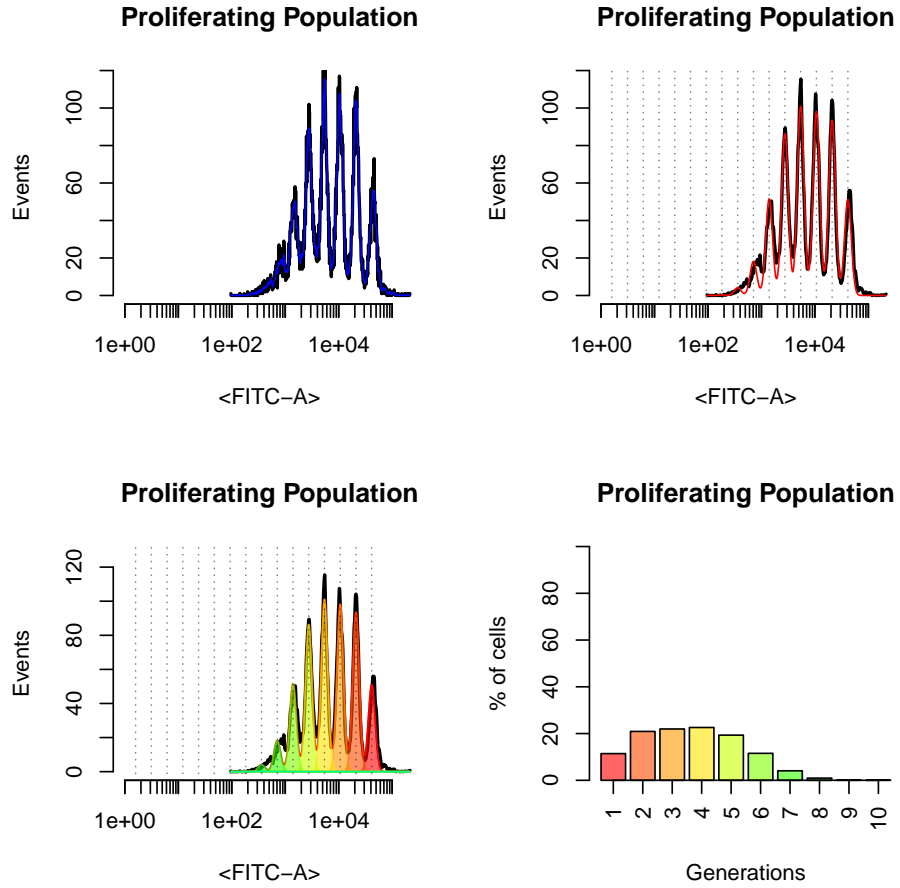 Proliferating Population
Events
0 20 60 100
1e+00 1e+02 1e+04
<FITC−A>
Proliferating Population
Events
0 20 60 100
1e+00 1e+02 1e+04
<FITC−A>
Proliferating Population
Events
0 40 80 120
1e+00 1e+02 1e+04
<FITC−A>
Proliferating Population
% of cells
0 20 40 60 80
1 2 3 4 5 6 7 8 9 10
Generations